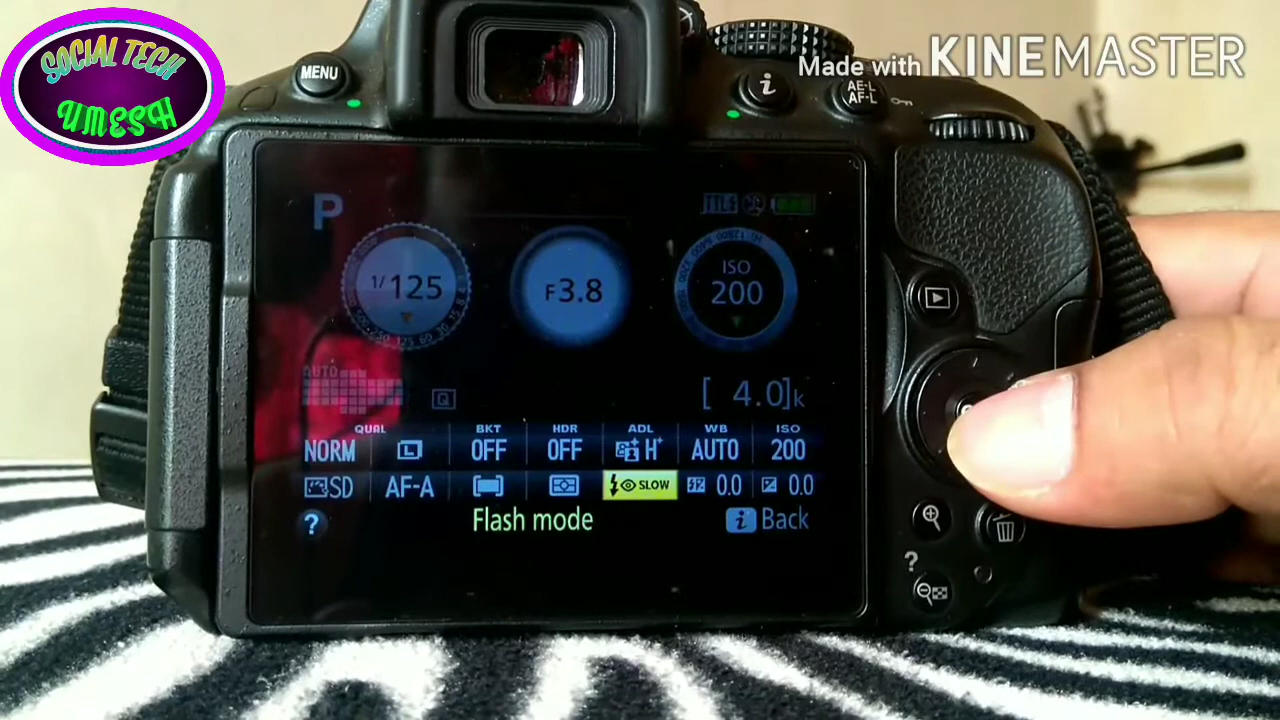 SOCIAL TECH
UMESH
Made with KINEMASTER
MENU
i
AE-L
AF-L
P
TTL
1/125
F3.8
ISO
200
AUTO
Q
[ 4.0]k
QUAL BKT HDR ADL WB ISO
NORM L OFF OFF H+ AUTO 200
SD AF-A SLOW 0.0 0.0
? Flash mode i Back
?